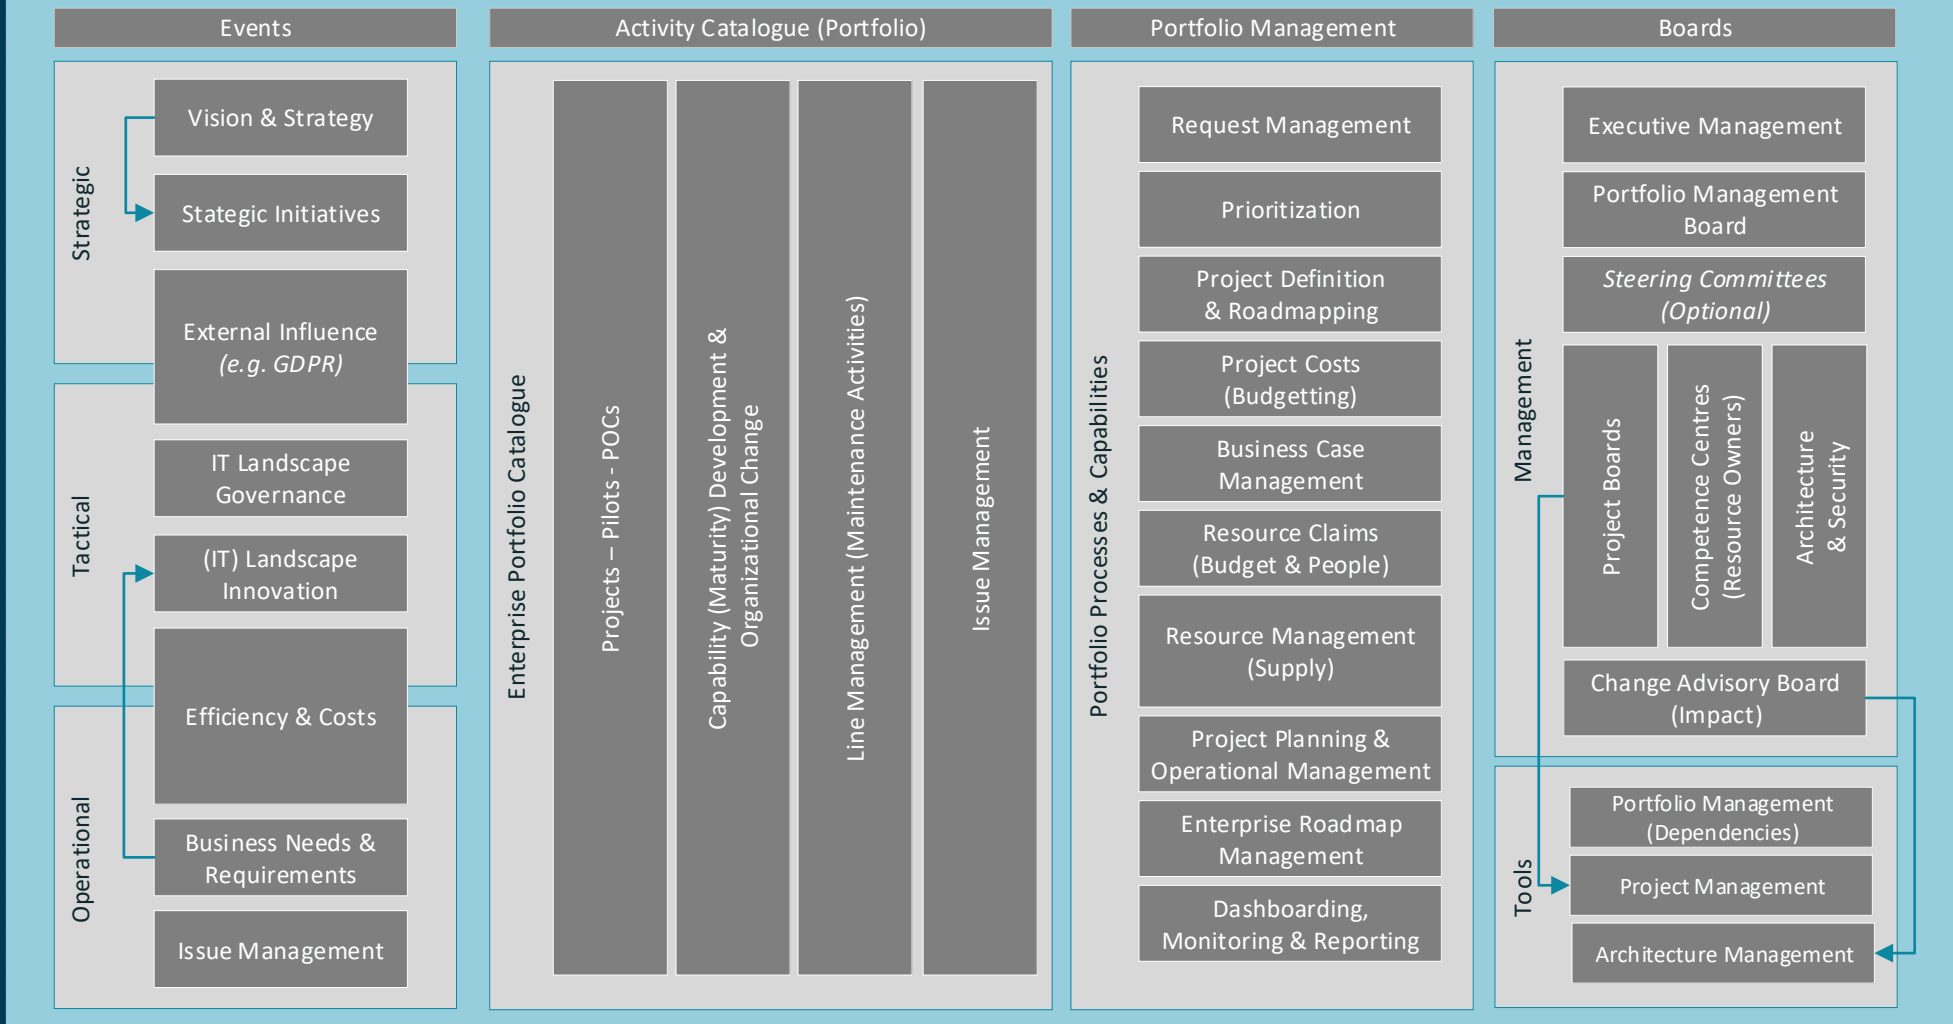 Events
Strategic
Vision & Strategy
Stategic Initiatives
External Influence
(e.g. GDPR)
Tactical
IT Landscape
Governance
(IT) Landscape
Innovation
Efficiency & Costs
Operational
Business Needs &
Requirements
Issue Management
Activity Catalogue (Portfolio)
Enterprise Portfolio Catalogue
Projects – Pilots - POCs
Capability (Maturity) Development &
Organizational Change
Line Management (Maintenance Activities)
Issue Management
Portfolio Management
Portfolio Processes & Capabilities
Request Management
Prioritization
Project Definition
& Roadmapping
Project Costs
(Budgetting)
Business Case
Management
Resource Claims
(Budget & People)
Resource Management
(Supply)
Project Planning &
Operational Management
Enterprise Roadmap
Management
Dashboarding,
Monitoring & Reporting
Boards
Management
Executive Management
Portfolio Management
Board
Steering Committees
(Optional)
Project Boards
Competence Centres
(Resource Owners)
Architecture
& Security
Change Advisory Board
(Impact)
Tools
Portfolio Management
(Dependencies)
Project Management
Architecture Management